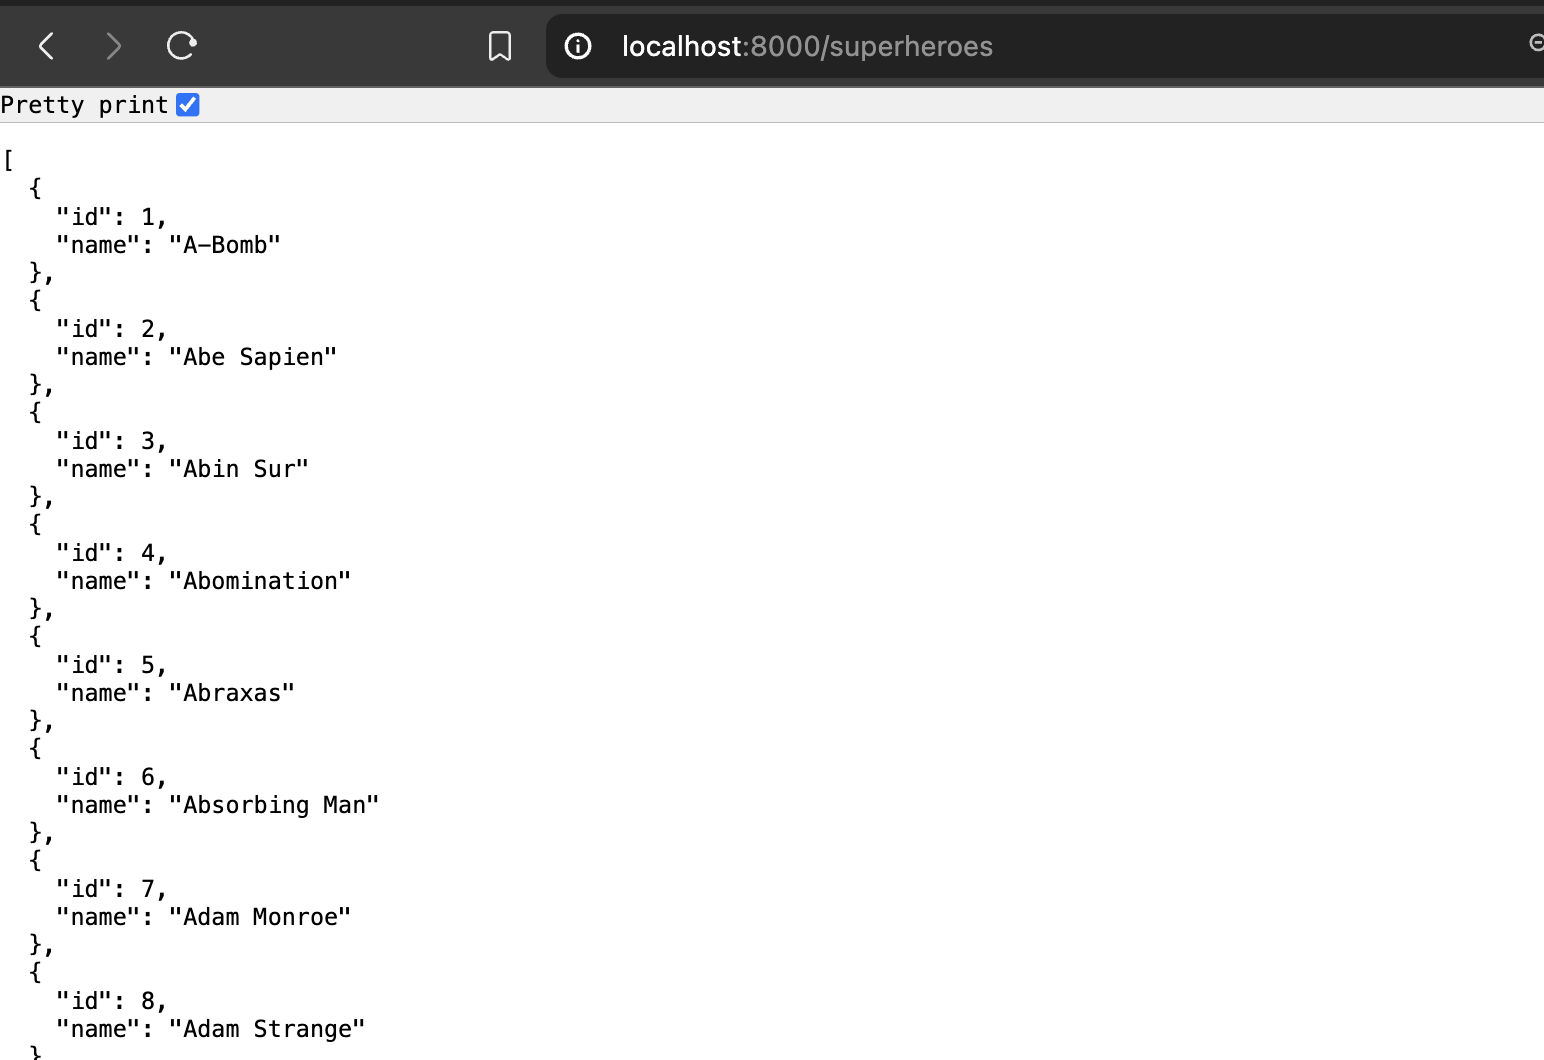 localhost:8000/superheroes
Pretty print
[
  {
    "id": 1,
    "name": "A-Bomb"
  },
  {
    "id": 2,
    "name": "Abe Sapien"
  },
  {
    "id": 3,
    "name": "Abin Sur"
  },
  {
    "id": 4,
    "name": "Abomination"
  },
  {
    "id": 5,
    "name": "Abraxas"
  },
  {
    "id": 6,
    "name": "Absorbing Man"
  },
  {
    "id": 7,
    "name": "Adam Monroe"
  },
  {
    "id": 8,
    "name": "Adam Strange"
  }